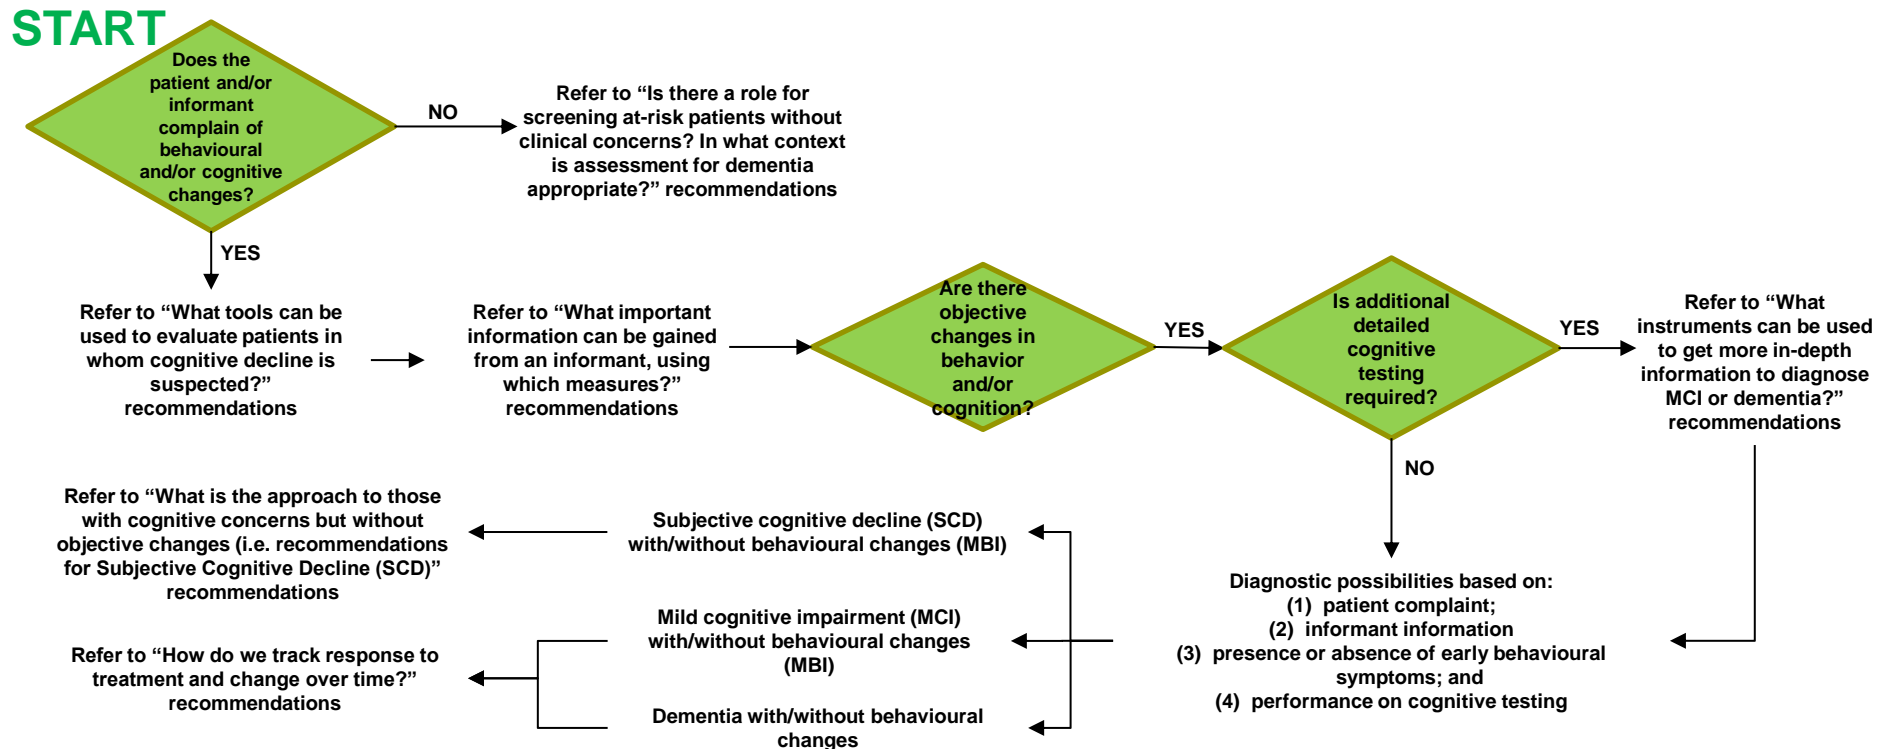 START
Does the
patient and/or
informant
complain of
behavioural
and/or cognitive
changes?
NO
Refer to “Is there a role for
screening at-risk patients without
clinical concerns? In what context
is assessment for dementia
appropriate?” recommendations
YES
Refer to “What tools can be
used to evaluate patients in
whom cognitive decline is
suspected?”
recommendations
Refer to “What important
information can be gained
from an informant, using
which measures?”
recommendations
Are there
objective
changes in
behavior
and/or
cognition?
YES
Is additional
detailed
cognitive
testing
required?
YES
Refer to “What
instruments can be used
to get more in-depth
information to diagnose
MCI or dementia?”
recommendations
NO
Diagnostic possibilities based on:
(1) patient complaint;
(2) informant information
(3) presence or absence of early behavioural
symptoms; and
(4) performance on cognitive testing
Subjective cognitive decline (SCD)
with/without behavioural changes (MBI)
Refer to “What is the approach to those
with cognitive concerns but without
objective changes (i.e. recommendations
for Subjective Cognitive Decline (SCD)”
recommendations
Mild cognitive impairment (MCI)
with/without behavioural changes
(MBI)
Dementia with/without behavioural
changes
Refer to “How do we track response to
treatment and change over time?”
recommendations